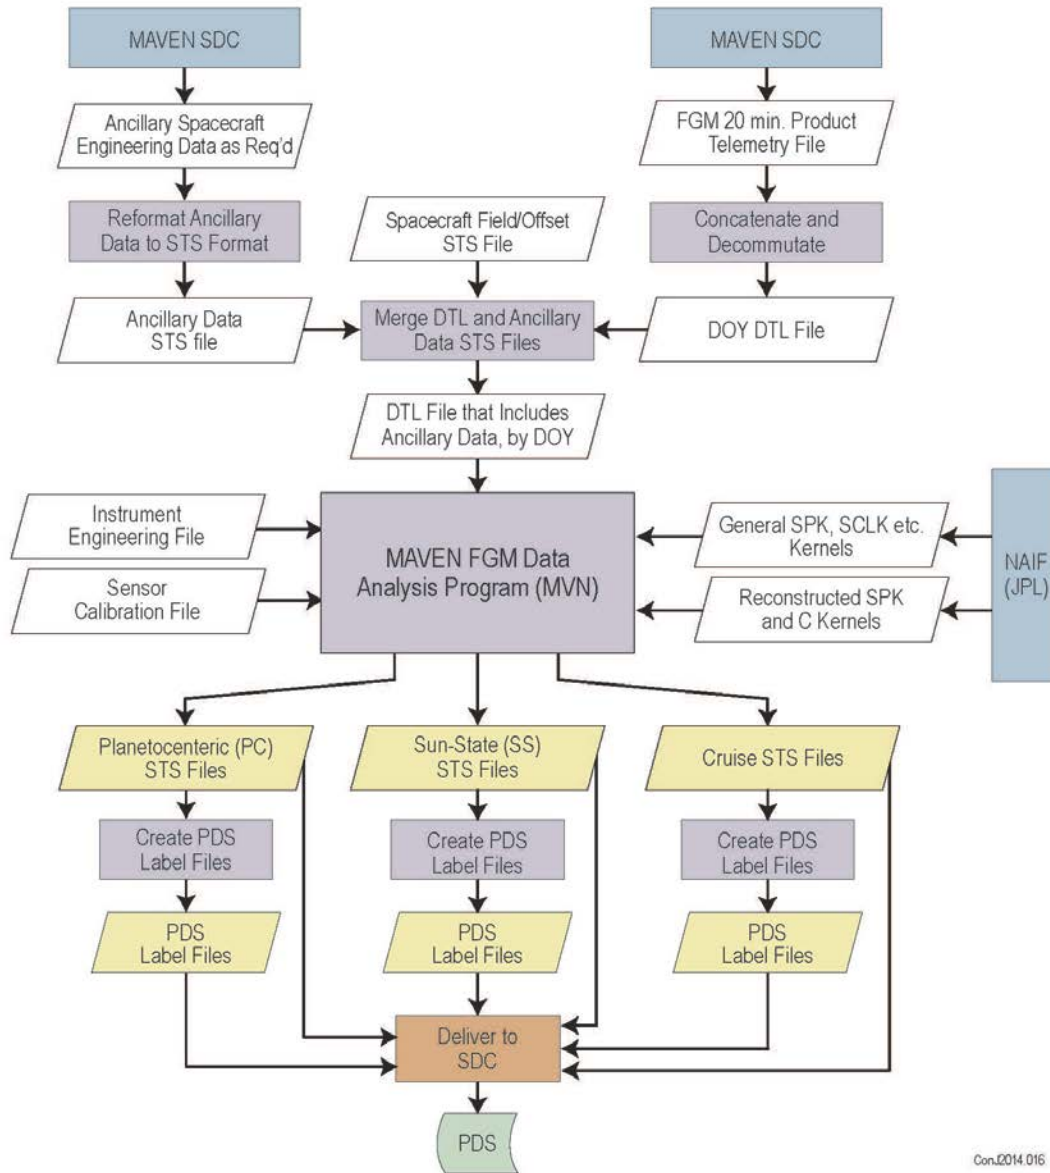 MAVEN SDC
MAVEN SDC
Ancillary Spacecraft
Engineering Data as Req'd
FGM 20 min. Product
Telemetry File
Reformat Ancillary
Data to STS Format
Spacecraft Field/Offset
STS File
Concatenate and
Decommutate
Ancillary Data
STS file
Merge DTL and Ancillary
Data STS Files
DOY DTL File
DTL File that Includes
Ancillary Data, by DOY
Instrument
Engineering File
MAVEN FGM Data
Analysis Program (MVN)
General SPK, SCLK etc.
Kernels
NAIF
(JPL)
Sensor
Calibration File
Reconstructed SPK
and C Kernels
Planetocenteric (PC)
STS Files
Sun-State (SS)
STS Files
Cruise STS Files
Create PDS
Label Files
Create PDS
Label Files
Create PDS
Label Files
PDS
Label Files
PDS
Label Files
PDS
Label Files
Deliver to
SDC
PDS
ConJ2014.016